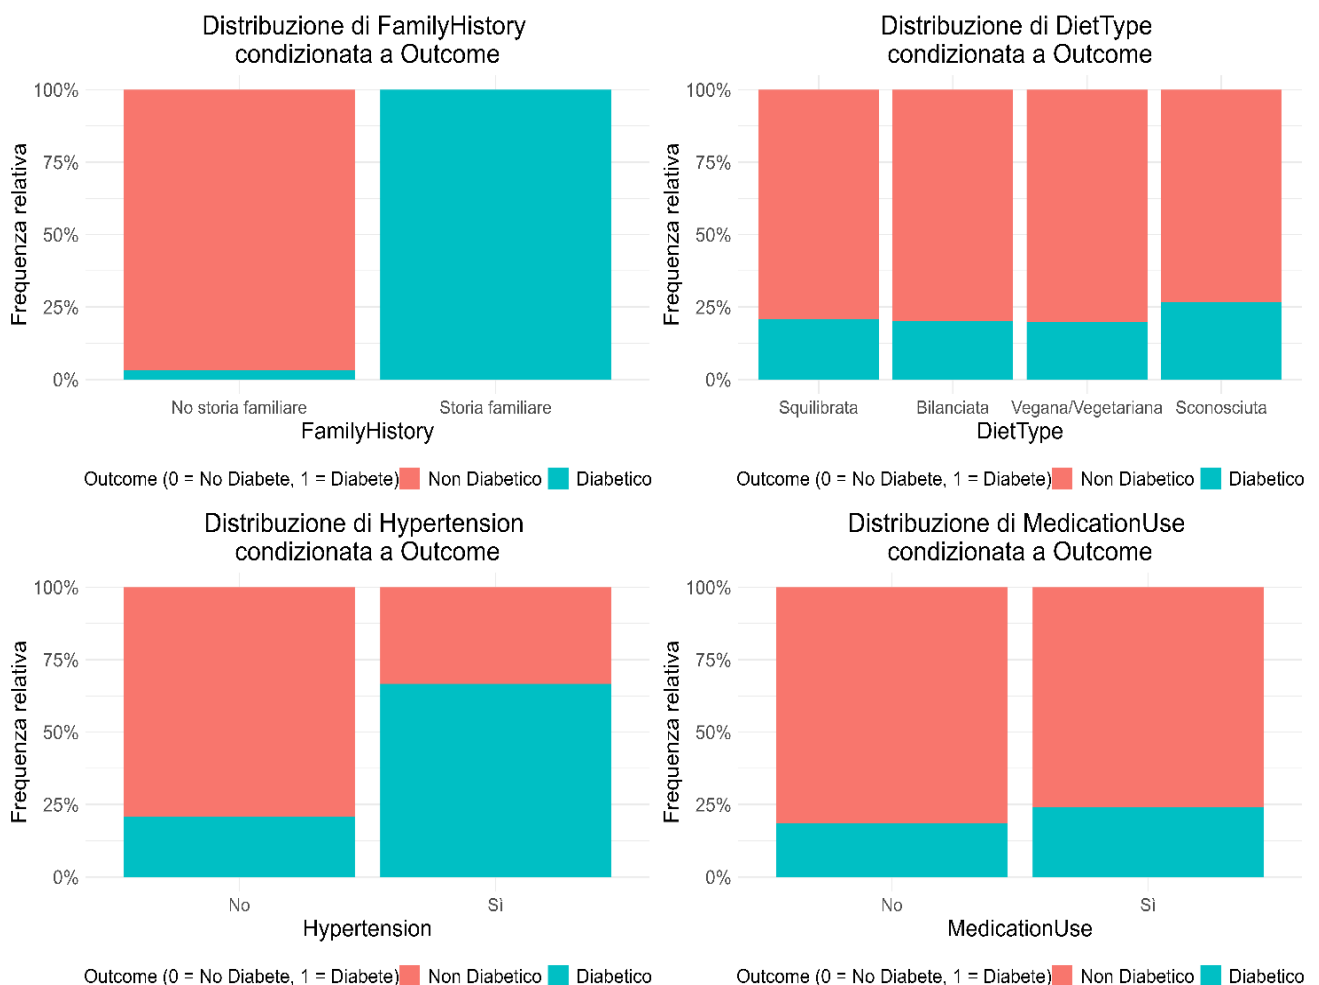 Distribuzione di FamilyHistory
condizionata a Outcome
100%
75%
50%
25%
0%
Frequenza relativa
No storia familiare
Storia familiare
FamilyHistory
Outcome (0 = No Diabete, 1 = Diabete) Non Diabetico Diabetico
Distribuzione di DietType
condizionata a Outcome
100%
75%
50%
25%
0%
Frequenza relativa
Squilibrata
Bilanciata
Vegana/Vegetariana
Sconosciuta
DietType
Outcome (0 = No Diabete, 1 = Diabete) Non Diabetico Diabetico
Distribuzione di Hypertension
condizionata a Outcome
100%
75%
50%
25%
0%
Frequenza relativa
No
Sì
Hypertension
Outcome (0 = No Diabete, 1 = Diabete) Non Diabetico Diabetico
Distribuzione di MedicationUse
condizionata a Outcome
100%
75%
50%
25%
0%
Frequenza relativa
No
Sì
MedicationUse
Outcome (0 = No Diabete, 1 = Diabete) Non Diabetico Diabetico